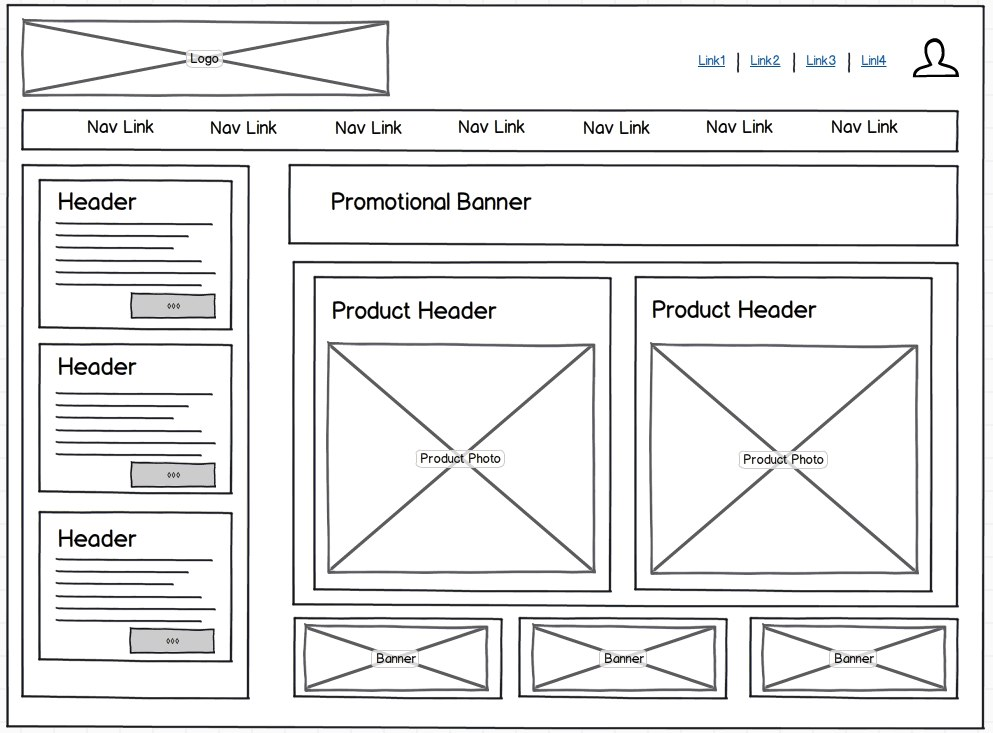 Logo
Link1 | Link2 | Link3 | Linl4
Nav Link Nav Link Nav Link Nav Link Nav Link Nav Link Nav Link
Header
Header
Header
Promotional Banner
Product Header
Product Photo
Product Header
Product Photo
Banner Banner Banner